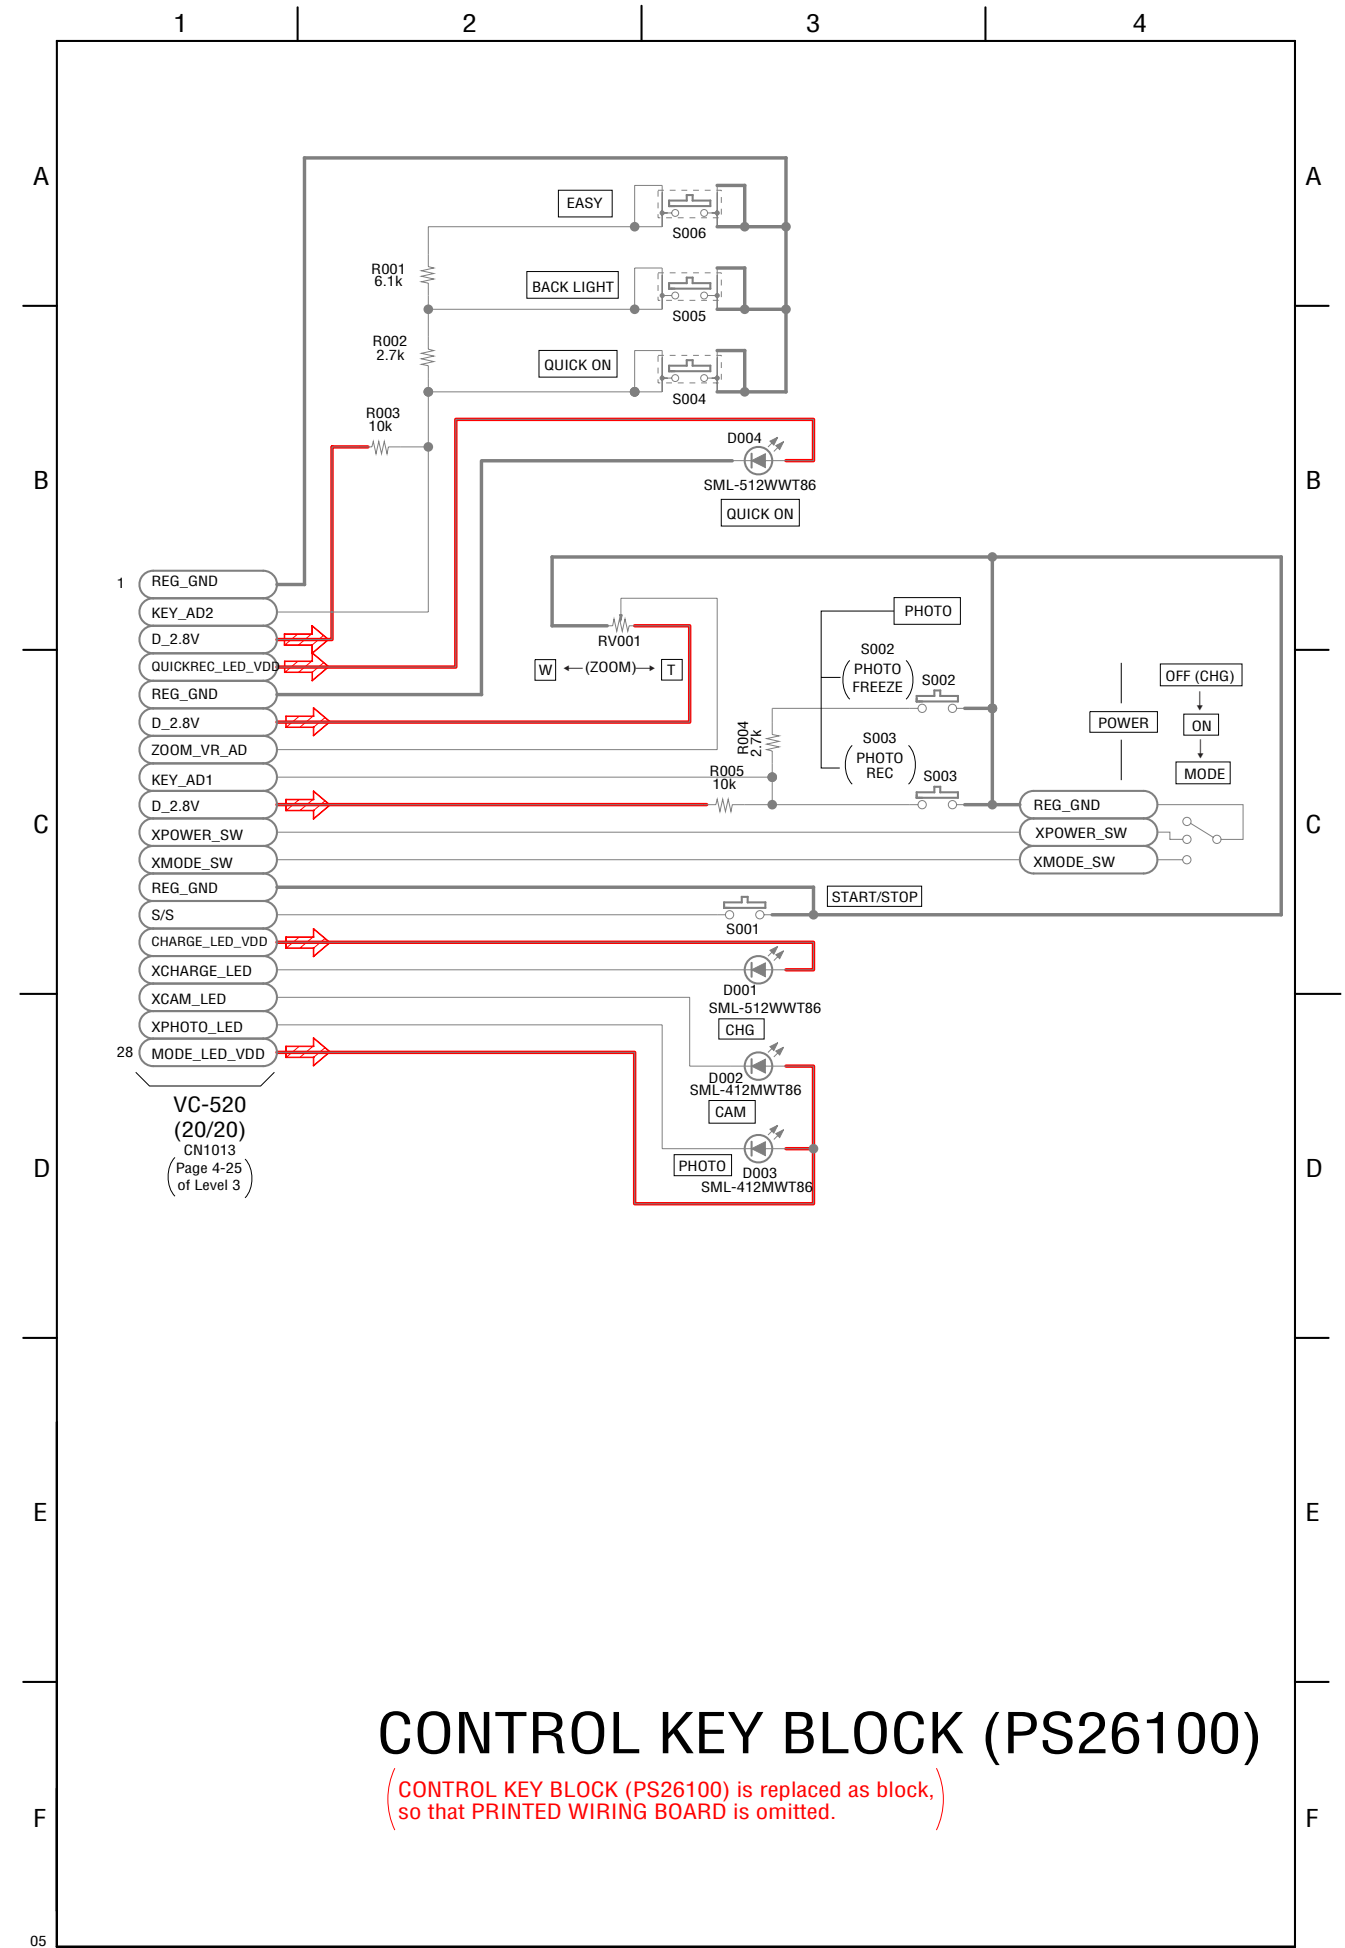 1 2 3 4
A A
EASY
S006
R001
6.1k
BACK LIGHT
S005
R002
2.7k
QUICK ON
S004
R003
10k
D004
B B
SML-512WWT86
QUICK ON
1 REG_GND
KEY_AD2
D_2.8V
QUICKREC_LED_VDD
REG_GND
D_2.8V
ZOOM_VR_AD
KEY_AD1
D_2.8V
XPOWER_SW
XMODE_SW
REG_GND
S/S
CHARGE_LED_VDD
XCHARGE_LED
XCAM_LED
XPHOTO_LED
28 MODE_LED_VDD
VC-520
(20/20)
CN1013
(Page 4-25
of Level 3)
RV001
W (ZOOM) T
PHOTO
S002
(PHOTO
FREEZE)
S002
R004
2.7k
S003
(PHOTO
REC)
S003
R005
10k
POWER
OFF (CHG)
ON
MODE
C C
REG_GND
XPOWER_SW
XMODE_SW
START/STOP
S001
D001
SML-512WWT86
CHG
D002
SML-412MWT86
CAM
PHOTO
D003
SML-412MWT86
D D
E E
CONTROL KEY BLOCK (PS26100)
(CONTROL KEY BLOCK (PS26100) is replaced as block,
so that PRINTED WIRING BOARD is omitted.)
F F
05